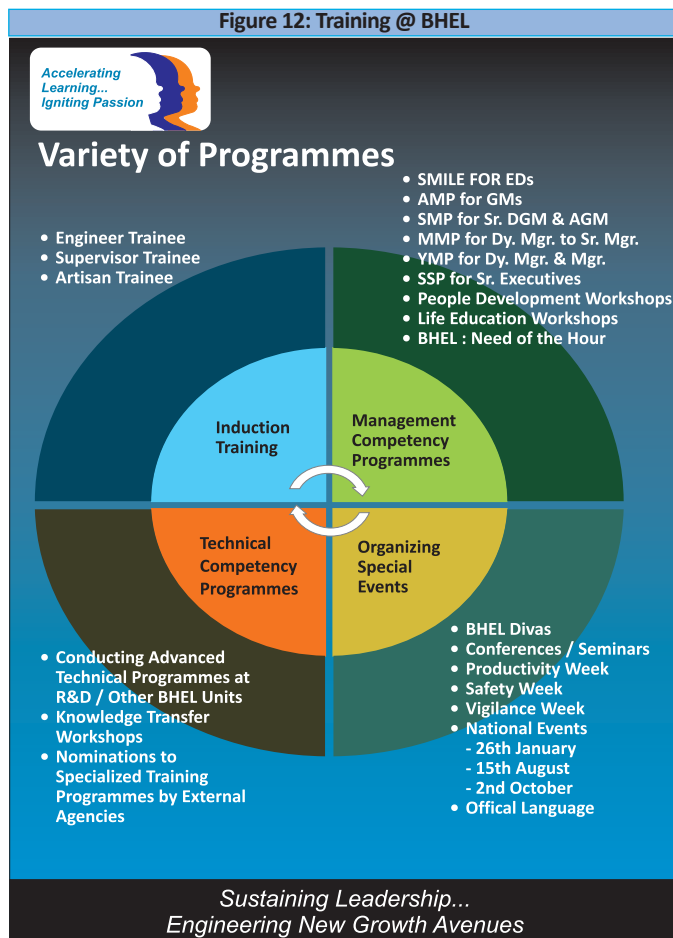 Figure 12: Training @ BHEL
Accelerating
Learning...
Igniting Passion
Variety of Programmes
• Engineer Trainee
• Supervisor Trainee
• Artisan Trainee
• SMILE FOR EDs
• AMP for GMs
• SMP for Sr. DGM & AGM
• MMP for Dy. Mgr. to Sr. Mgr.
• YMP for Dy. Mgr. & Mgr.
• SSP for Sr. Executives
• People Development Workshops
• Life Education Workshops
• BHEL : Need of the Hour
Induction
Training
Management
Competency
Programmes
Technical
Competency
Programmes
Organizing
Special
Events
• Conducting Advanced
Technical Programmes at
R&D / Other BHEL Units
• Knowledge Transfer
Workshops
• Nominations to
Specialized Training
Programmes by External
Agencies
• BHEL Divas
• Conferences / Seminars
• Productivity Week
• Safety Week
• Vigilance Week
• National Events
- 26th January
- 15th August
- 2nd October
• Offical Language
Sustaining Leadership...
Engineering New Growth Avenues